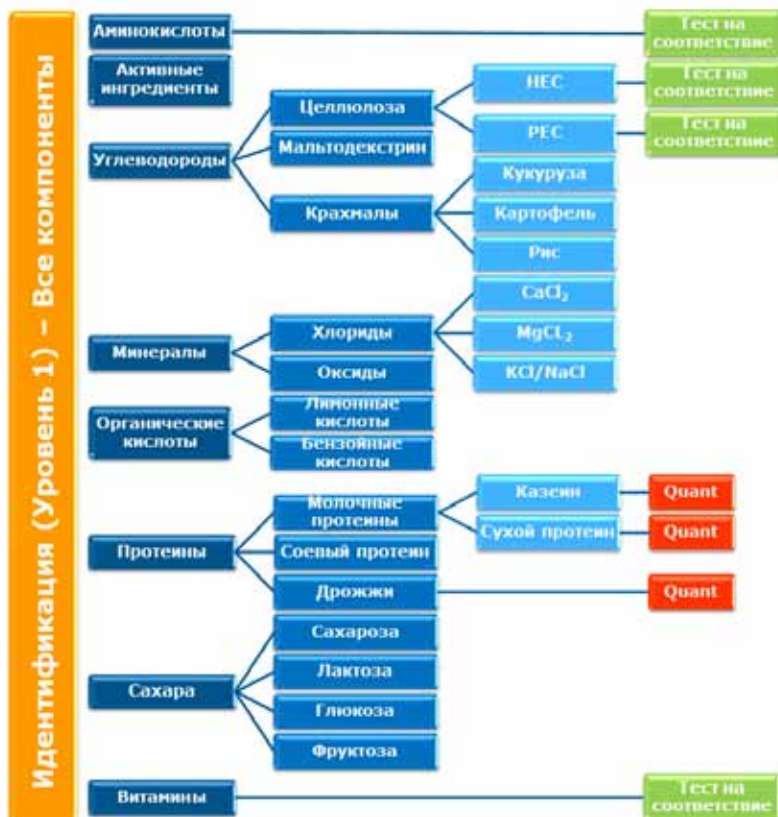 Идентификация (Уровень 1) – Все компоненты
Аминокислоты
Тест на
соответствие
Активные
ингредиенты
Углеводороды
Целлюлоза
HEC
Тест на
соответствие
PEC
Тест на
соответствие
Мальтодекстрин
Крахмалы
Кукуруза
Картофель
Рис
Минералы
Хлориды
CaCl₂
MgCL₂
KCl/NaCl
Оксиды
Органические
кислоты
Лимонные
кислоты
Бензойные
кислоты
Протеины
Молочные
протеины
Казеин
Quant
Сухой протеин
Quant
Соевый протеин
Дрожжи
Quant
Сахара
Сахароза
Лактоза
Глюкоза
Фруктоза
Витамины
Тест на
соответствие